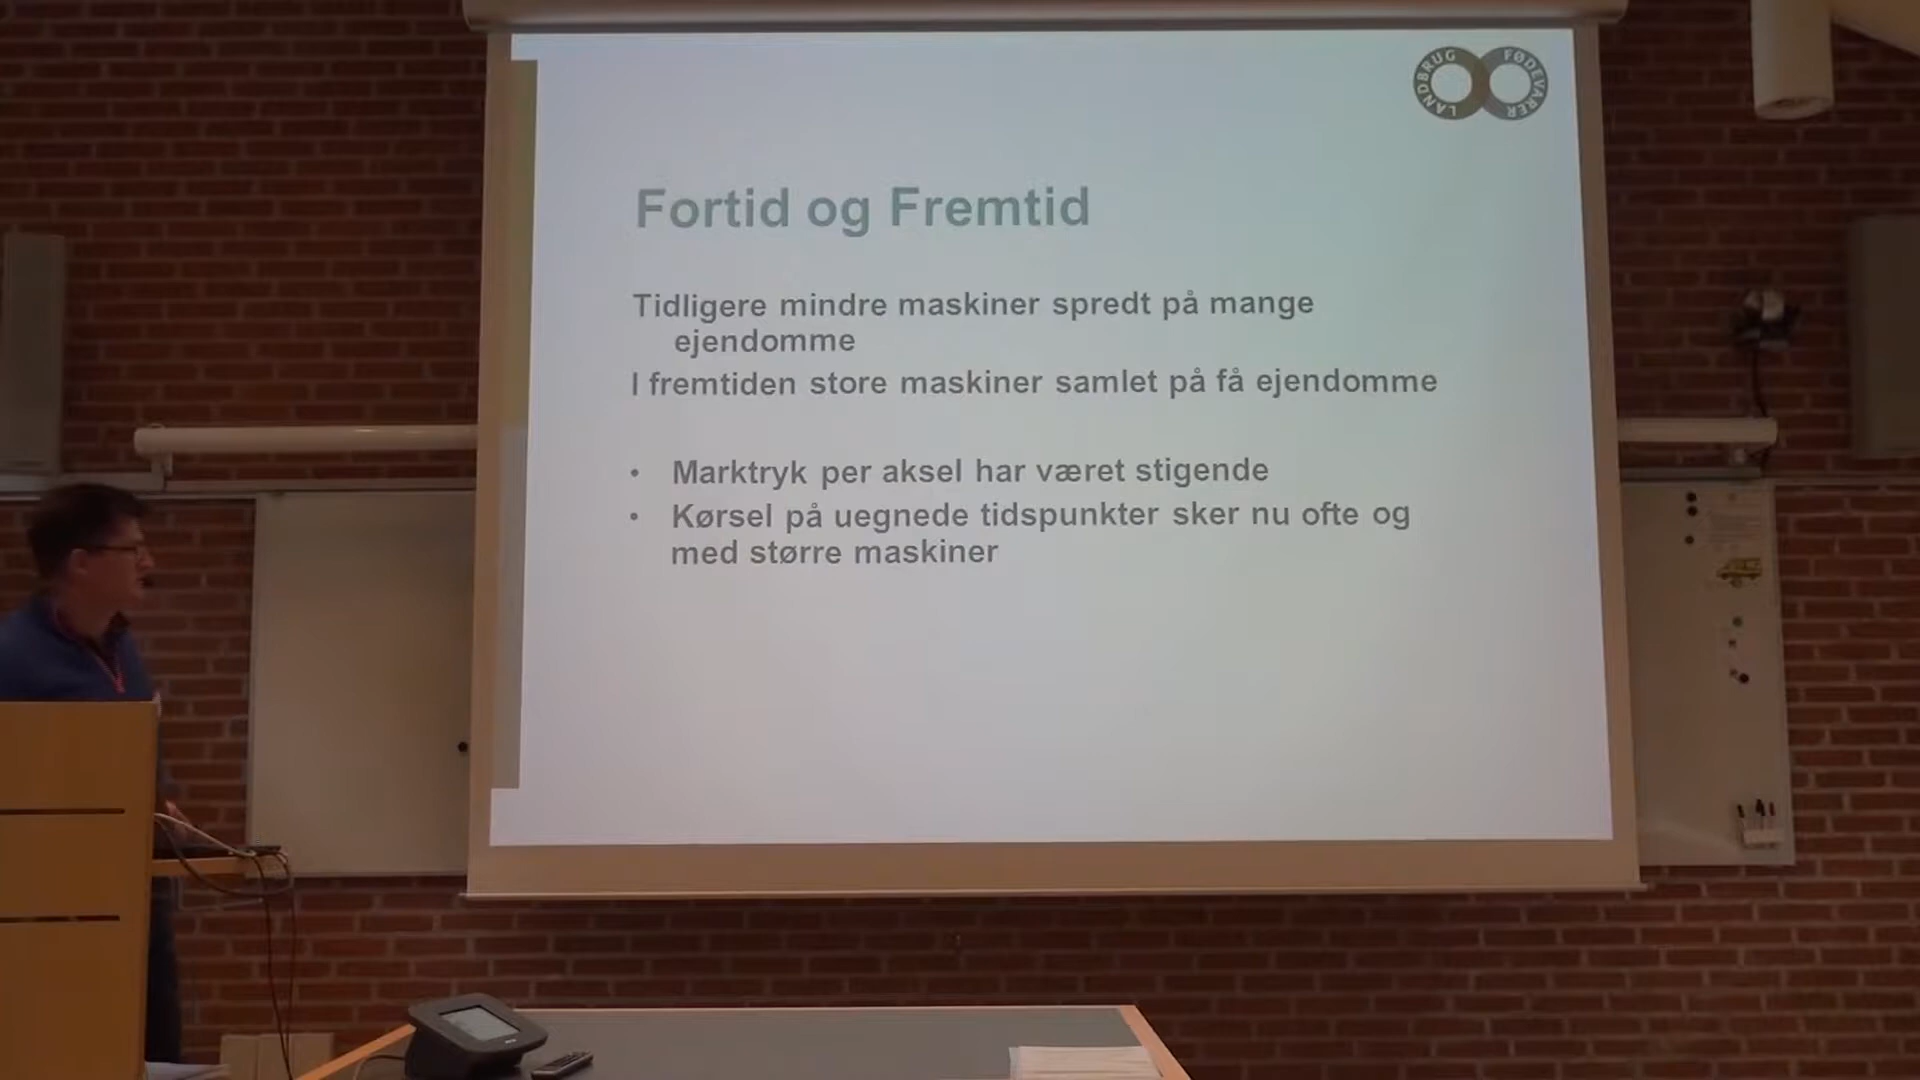 LANDBRUG FØDEVARER
Fortid og Fremtid
Tidligere mindre maskiner spredt på mange
ejendomme
I fremtiden store maskiner samlet på få ejendomme
• Marktryk per aksel har været stigende
• Kørsel på uegnede tidspunkter sker nu ofte og
med større maskiner